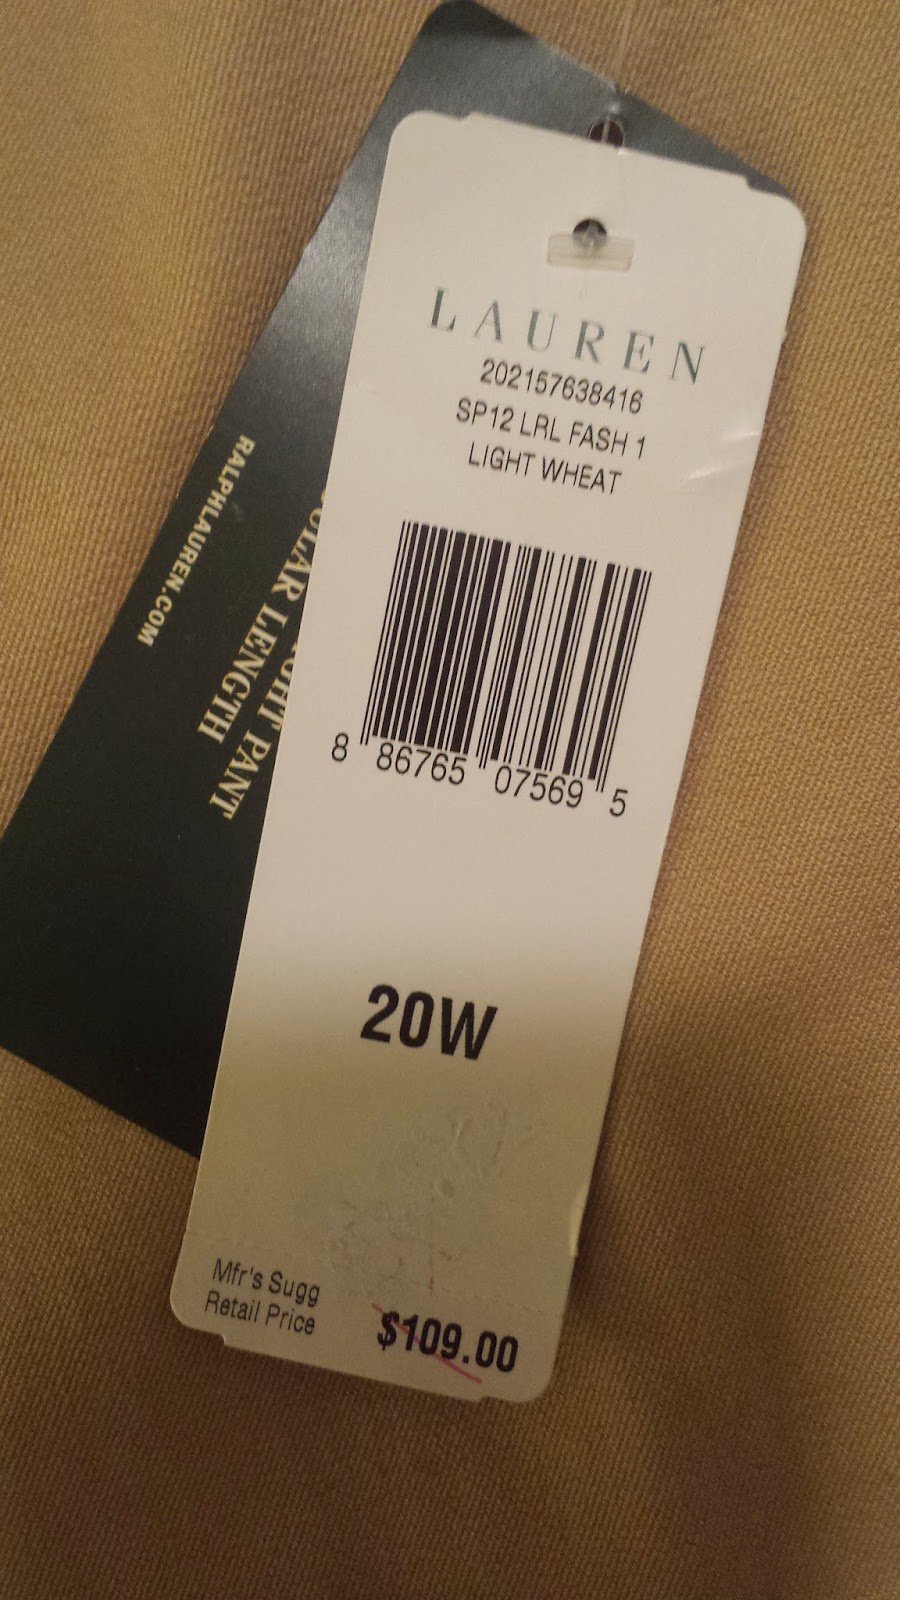 LAUREN
202157638416
SP12 LRL FASH 1
LIGHT WHEAT
8 86765 07569 5
20W
Mfr's Sugg
Retail Price
$109.00
RALPHLAUREN.COM
LENGTH
PANT